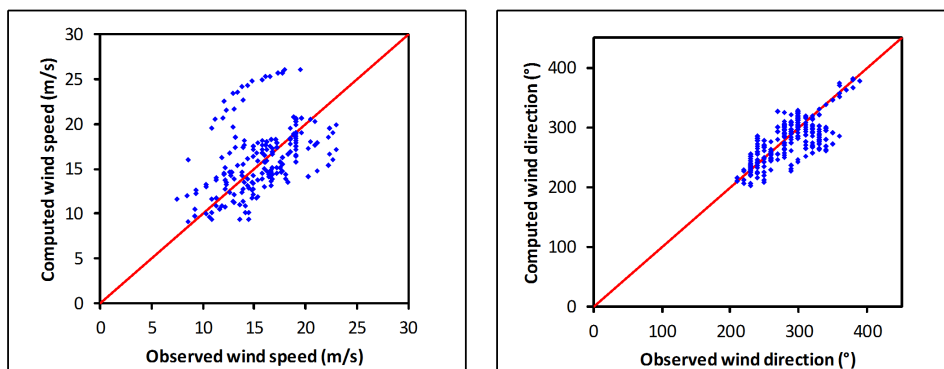 Computed wind speed (m/s)
30
25
20
15
10
5
0
0 5 10 15 20 25 30
Observed wind speed (m/s)
Computed wind direction (°)
400
300
200
100
0
0 100 200 300 400
Observed wind direction (°)